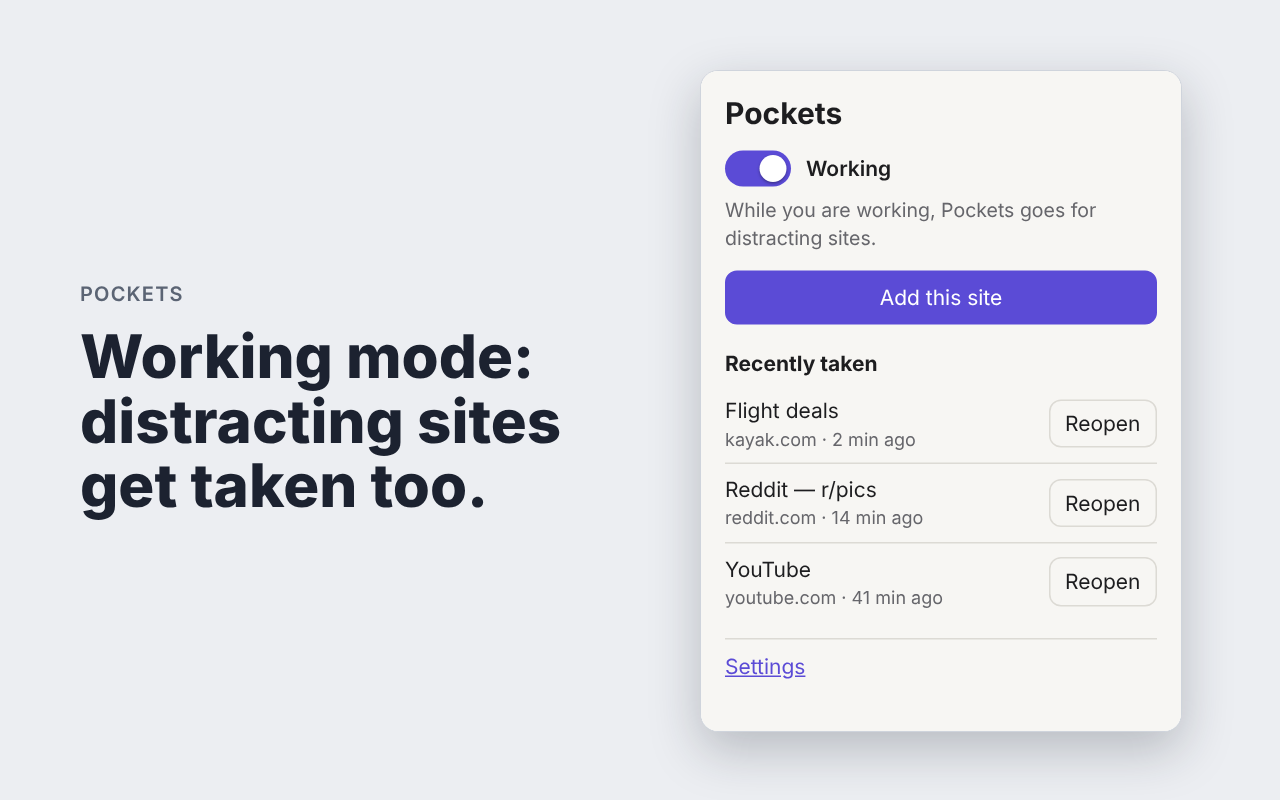 POCKETS
Working mode:
distracting sites
get taken too.
Pockets
Working
While you are working, Pockets goes for
distracting sites.
Add this site
Recently taken
Flight deals
kayak.com · 2 min ago
Reopen
Reddit — r/pics
reddit.com · 14 min ago
Reopen
YouTube
youtube.com · 41 min ago
Reopen
Settings